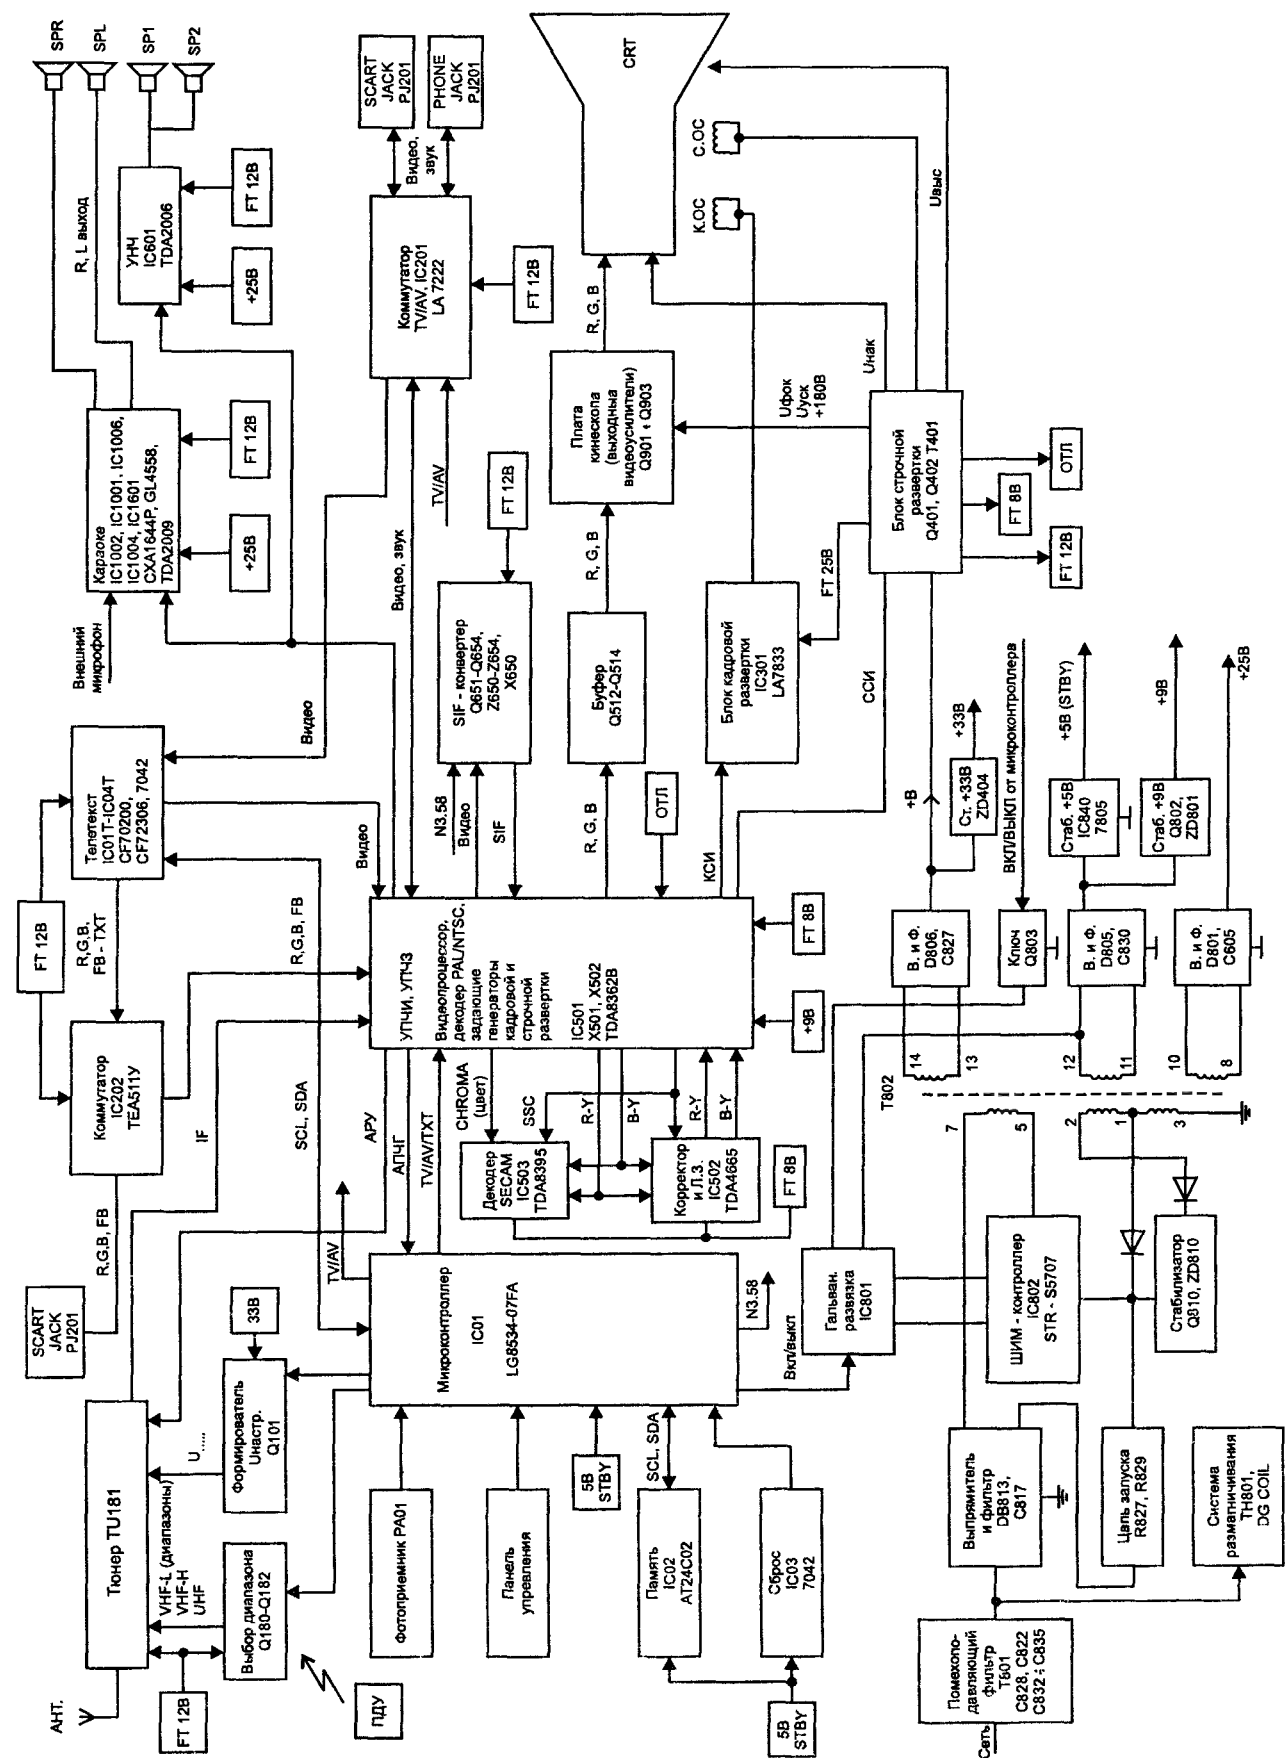 АНТ.
Тюнер TU181
FT 12В
VHF-L (диапазоны)
VHF-H
UHF
Выбор диапазона
Q180-Q182
ПДУ
U.....
Формирователь
Uнастр.
Q101
33В
SCART
JACK
PJ201
R,G.B, FB
Коммутатор
IC202
TEA511У
FT 12В
R,G.B,
FB - TXT
Телетекст
IC01T-IC04T
CF70200,
CF72306, 7042
IF
R,G,B, FB
SCL, SDA
Видео
Видео
Внешний
микрофон
Караоке
IC1002, IC1001, IC1006,
IC1004, IC1601
CXA1644P, GL4558,
TDA2009
+25В
FT 12В
R, L выход
УНЧ
IC601
TDA2006
+25В
FT 12В
SPR
SPL
SP1
SP2
Фотоприемник PA01
Панель
упревления
5В
STBY
SCL, SDA
Память
IC02
AT24C02
Сброс
IC03
7042
5В
STBY
Микроконтроллер
IC01
LG8534-07FA
TV/AV
N3.58
Вкл/выкл
АРУ
АПЧГ
TV/AV/TXT
УПЧИ, УПЧЗ
Видеопроцессор,
декодер PAL/NTSC,
задающие
генераторы
кадровой и
строчной
развертки
IC501
X501, X502
TDA8362B
CHROMA
(цвет)
SSC
R-Y
B-Y
R-Y
B-Y
Декодер
SECAM
IC503
TDA8395
Корректор
и Л.З.
IC502
TDA4665
FT 8В
+9В
FT 8В
Видео, звук
TV/AV
Коммутатор
TV/AV, IC201
LA 7222
FT 12В
Видео,
звук
SCART
JACK
PJ201
PHONE
JACK
PJ201
N3.58
Видео
SIF
SIF - конвертер
Q651-Q654,
Z650-Z654,
X650
FT 12В
R, G, B
Буфер
Q512-Q514
R, G, B
Плата
кинескопа
(выходныа
видеоусилители)
Q901 ÷ Q903
R, G, B
CRT
ОТЛ
КСИ
Блок кадровой
развертки
IC301
LA7833
FT 25В
ССИ
К.ОС
С.ОС
Uвыс
Uнак
Uфок
Uуск
+180В
Блок строчной
развертки
Q401, Q402 T401
FT 12В
FT 8В
ОТЛ
Сеть
Помехопо-
давляющий
фильтр
T801
C828, C822
C832 ÷ C835
Выпрямитель
и фильтр
DB813,
C817
Цапь запуска
R827, R829
Система
размагничивания
TH801,
DG COIL
Гальван.
развязка
IC801
ШИМ - контроллер
IC802
STR - S5707
Стабилизатор
Q810, ZD810
T802
7
5
2
1
3
14
13
12
11
10
8
В. и Ф.
D806,
C827
Ключ
Q803
В. и Ф.
D805,
C830
В. и Ф.
D801,
C605
+В
Ст. +33В
ZD404
+33В
ВКЛ/ВЫКЛ от микроконтроллерв
Стаб. +5В
IC840
7805
+5В (STBY)
Стаб. +9В
Q802,
ZD801
+9В
+25В